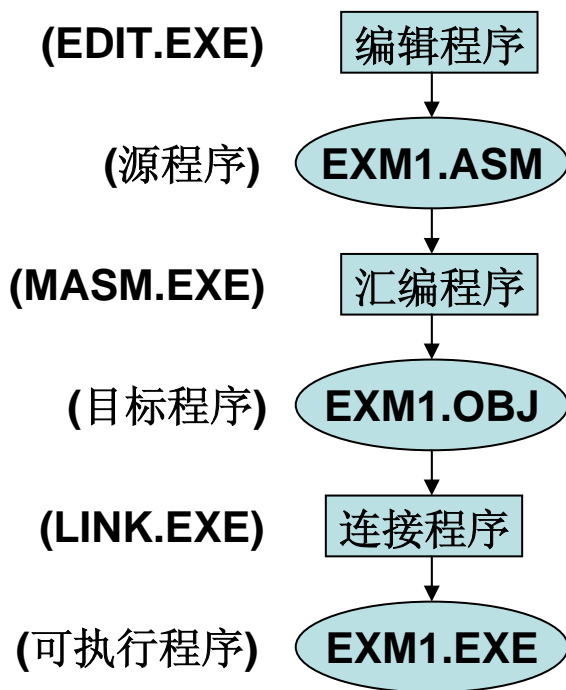 (EDIT.EXE) 编辑程序
(源程序) EXM1.ASM
(MASM.EXE) 汇编程序
(目标程序) EXM1.OBJ
(LINK.EXE) 连接程序
(可执行程序) EXM1.EXE